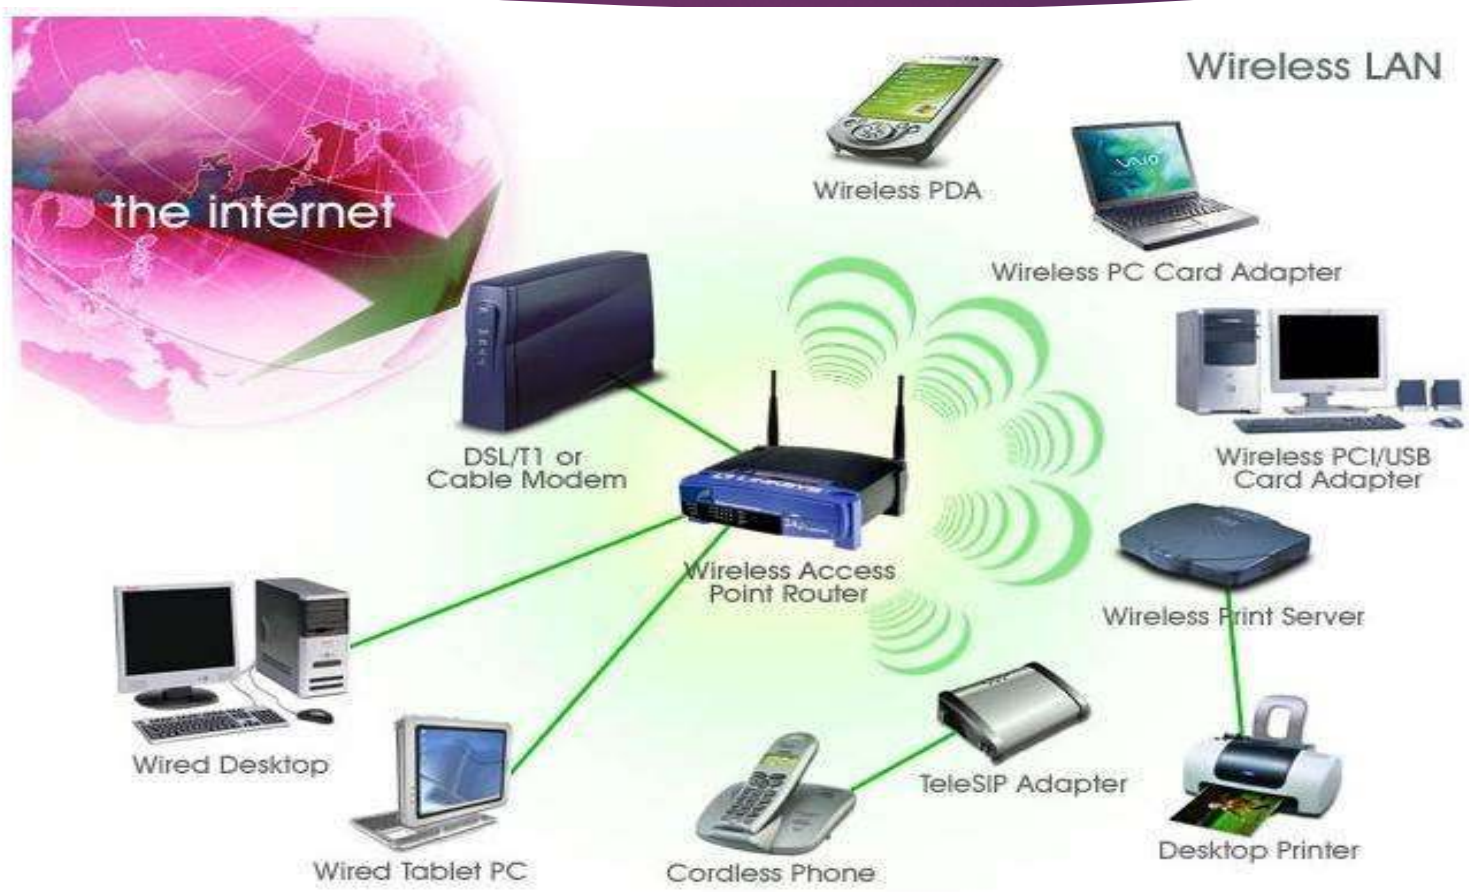 Wireless LAN
the internet
Wireless PDA
VAIO
Wireless PC Card Adapter
DSL/T1 or
Cable Modem
Wireless PCI/USB
Card Adapter
LINKSYS
Wireless Access
Point Router
Wireless Print Server
Wired Desktop
TeleSIP Adapter
Desktop Printer
Wired Tablet PC
Cordless Phone